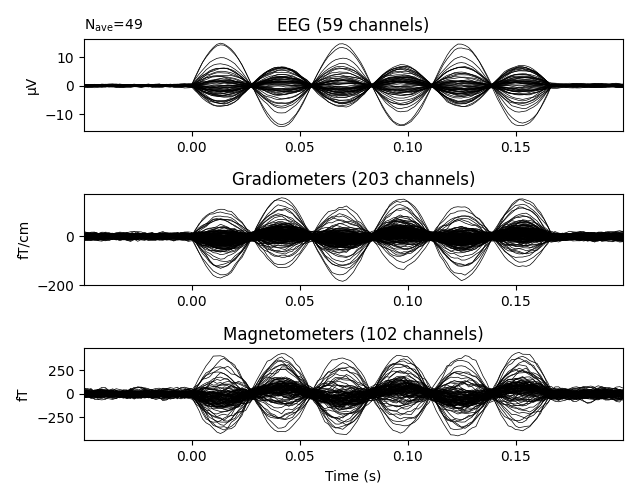 N_ave=49
EEG (59 channels)
10
0
−10
µV
0.00 0.05 0.10 0.15
Gradiometers (203 channels)
0
−200
fT/cm
0.00 0.05 0.10 0.15
Magnetometers (102 channels)
250
0
−250
fT
0.00 0.05 0.10 0.15
Time (s)